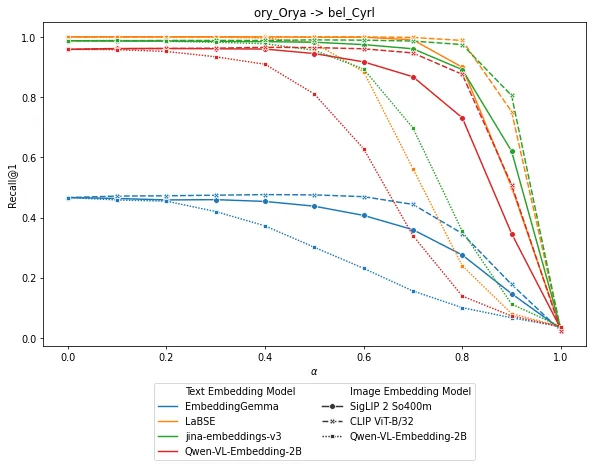 ory_Orya -> bel_Cyrl
1.0
0.8
0.6
0.4
0.2
0.0
Recall@1
0.0 0.2 0.4 0.6 0.8 1.0
α
Text Embedding Model Image Embedding Model
EmbeddingGemma SigLIP 2 So400m
LaBSE CLIP ViT-B/32
jina-embeddings-v3 Qwen-VL-Embedding-2B
Qwen-VL-Embedding-2B